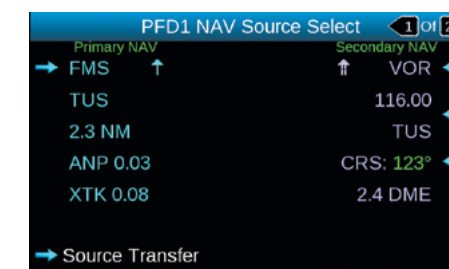 PFD1 NAV Source Select 1 Of 2
Primary NAV Secondary NAV
FMS VOR
TUS 116.00
2.3 NM TUS
ANP 0.03 CRS: 123°
XTK 0.08 2.4 DME
Source Transfer